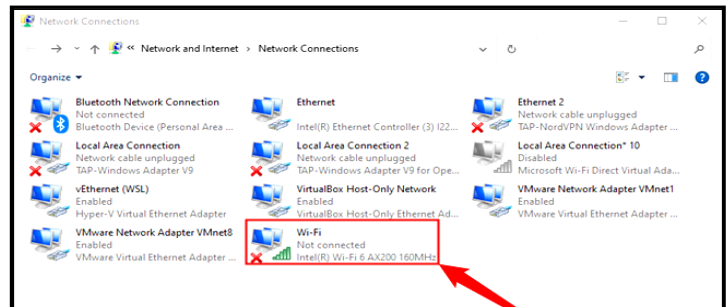 Network Connections
« Network and Internet › Network Connections
Organize
Bluetooth Network Connection
Not connected
Bluetooth Device (Personal Area ...
Ethernet
Intel(R) Ethernet Controller (3) I22...
Ethernet 2
Network cable unplugged
TAP-NordVPN Windows Adapter ...
Local Area Connection
Network cable unplugged
TAP-Windows Adapter V9
Local Area Connection 2
Network cable unplugged
TAP-Windows Adapter V9 for Ope...
Local Area Connection* 10
Disabled
Microsoft Wi-Fi Direct Virtual Ada...
vEthernet (WSL)
Enabled
Hyper-V Virtual Ethernet Adapter
VirtualBox Host-Only Network
Enabled
VirtualBox Host-Only Ethernet Ad...
VMware Network Adapter VMnet1
Enabled
VMware Virtual Ethernet Adapter ...
VMware Network Adapter VMnet8
Enabled
VMware Virtual Ethernet Adapter ...
Wi-Fi
Not connected
Intel(R) Wi-Fi 6 AX200 160MHz